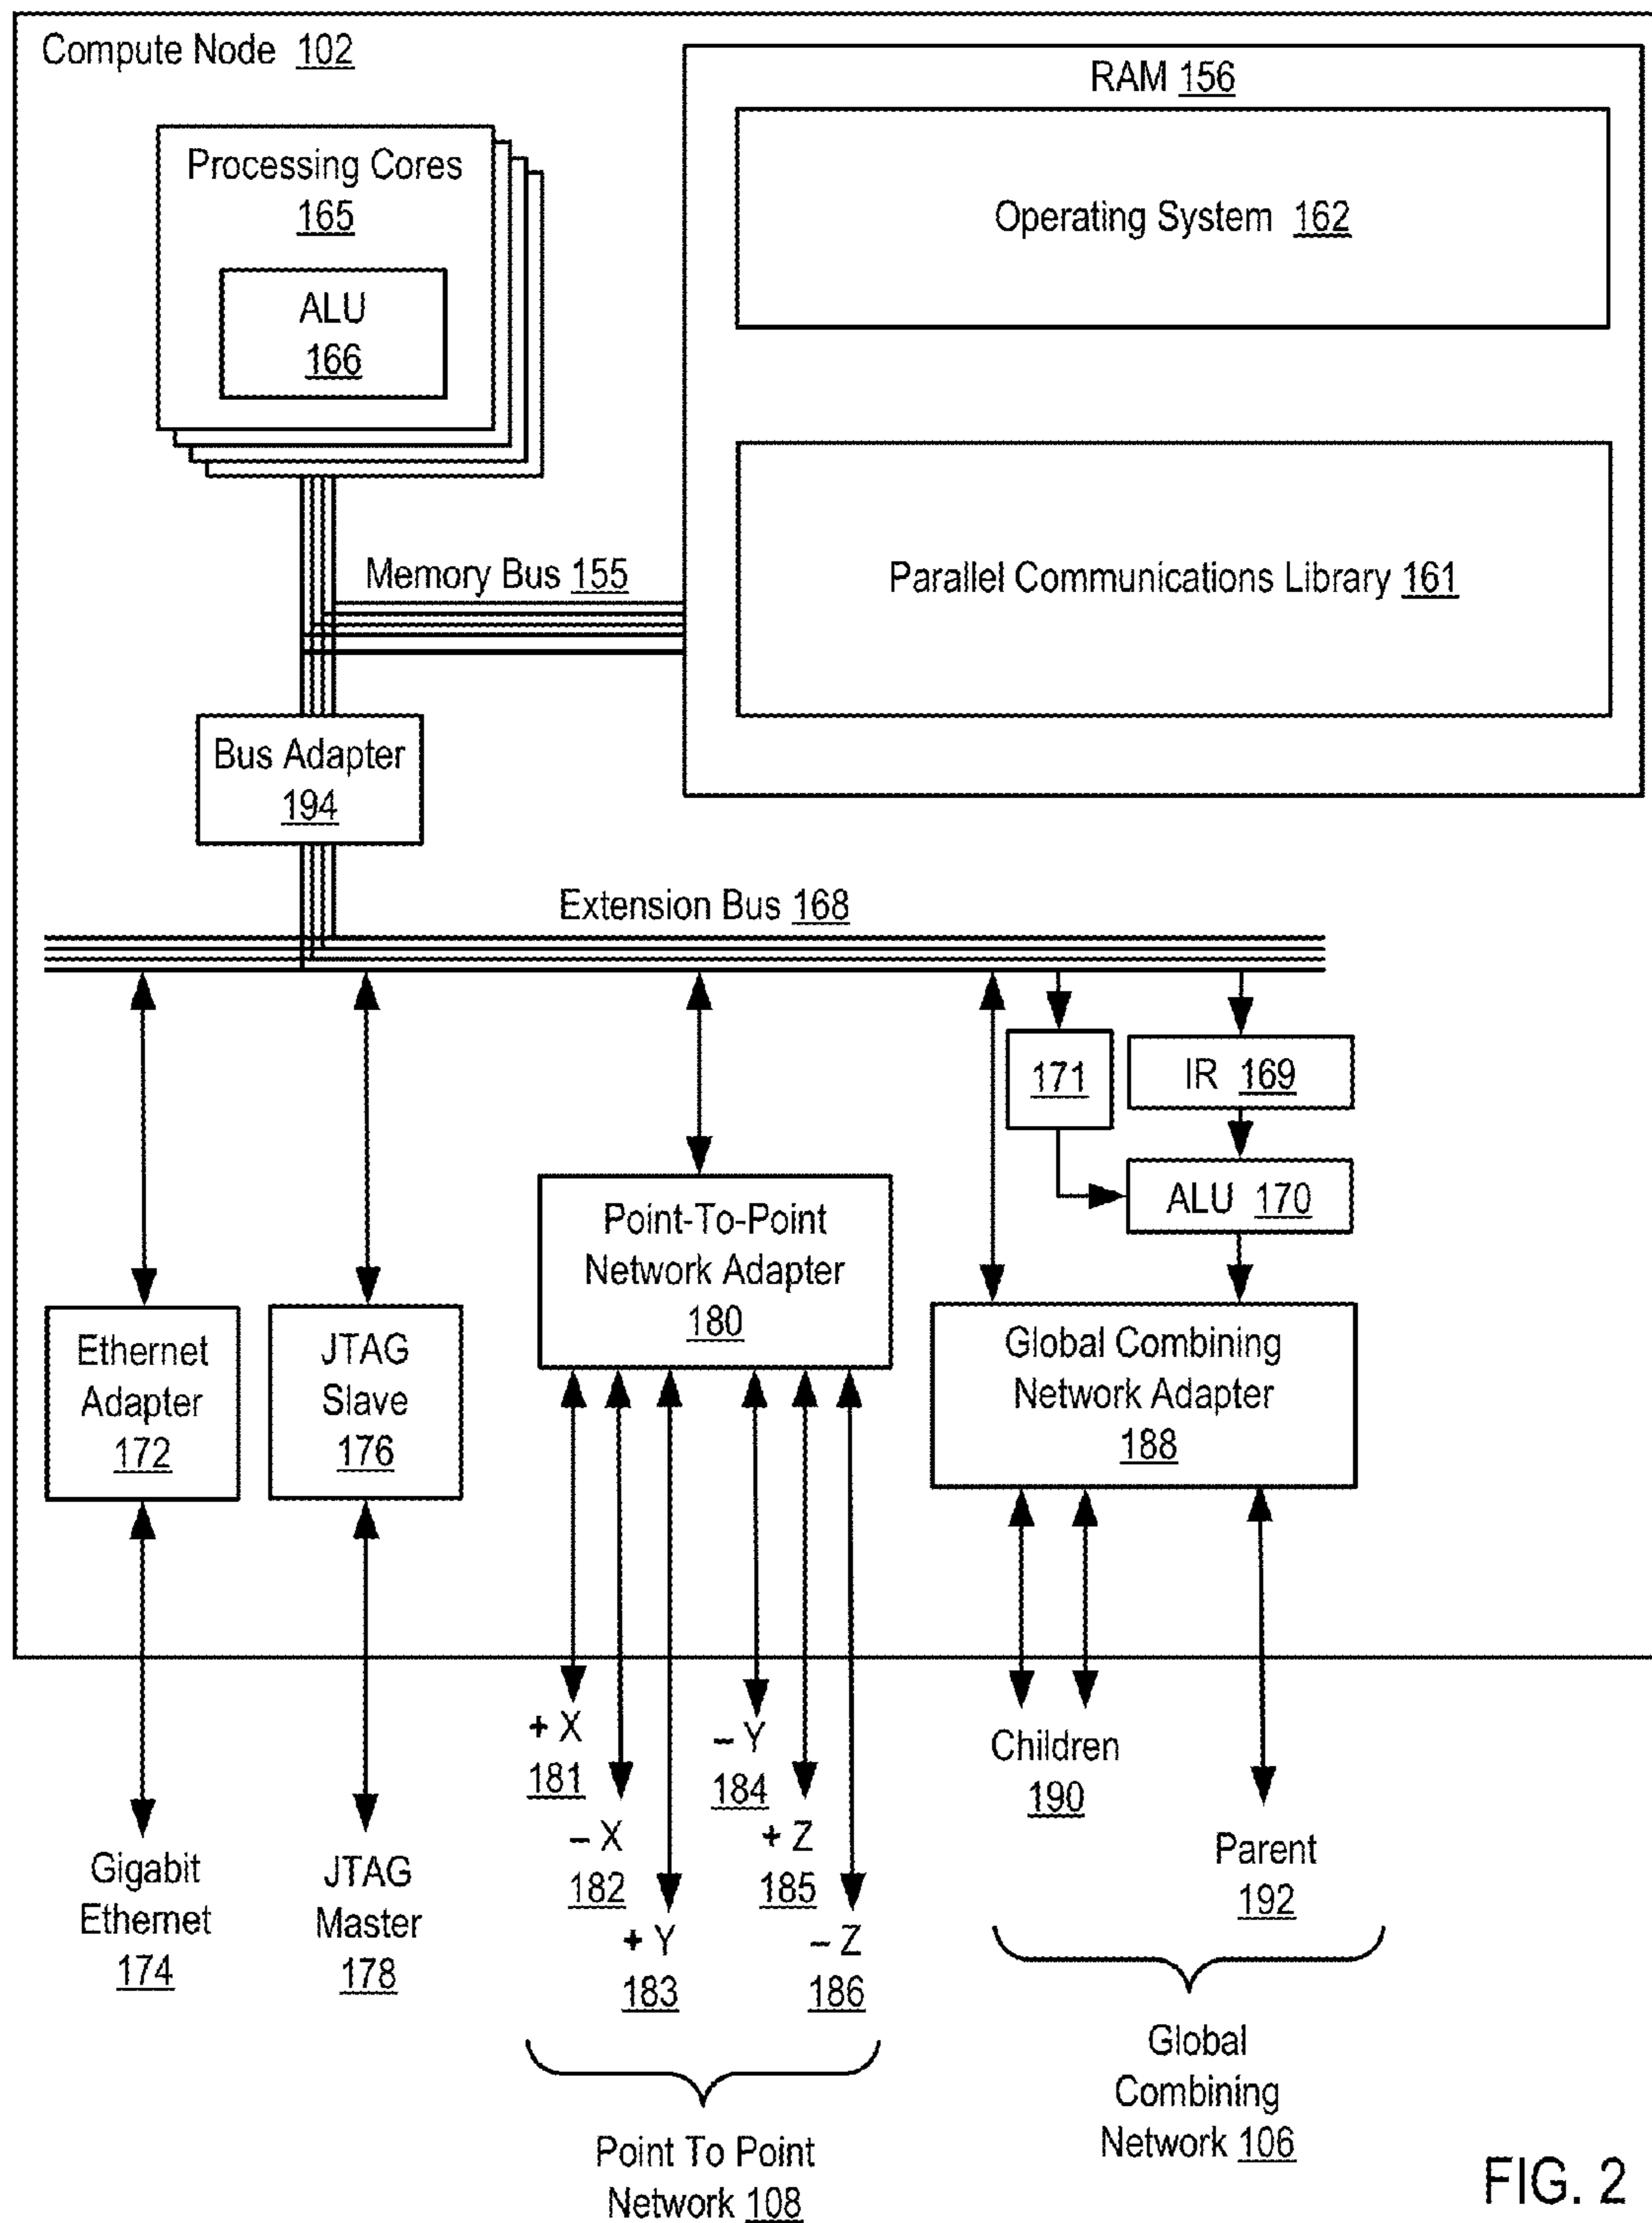 Compute Node 102
RAM 156
Processing Cores
165
ALU
166
Operating System 162
Memory Bus 155
Parallel Communications Library 161
Bus Adapter
194
Extension Bus 168
171
IR 169
ALU 170
Point-To-Point
Network Adapter
180
Ethernet
Adapter
172
JTAG
Slave
176
Global Combining
Network Adapter
188
+ X
181
– X
182
+ Y
183
– Y
184
+ Z
185
– Z
186
Children
190
Parent
192
Gigabit
Ethernet
174
JTAG
Master
178
Point To Point
Network 108
Global
Combining
Network 106
FIG. 2